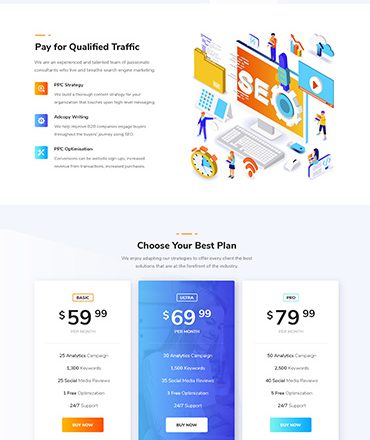 Pay for Qualified Traffic
We are an experienced and talented team of passionate
consultants who live and breathe search engine marketing.
PPC Strategy
We build a thorough content strategy for your
organization that touches upon high-level messaging.
Adcopy Writing
We help improve B2B companies engage buyers
throughout the buyers' journey using SEO.
PPC Optimisation
Conversions can be website sign-ups, increased
revenue from transactions, increased purchases.
SEO
Choose Your Best Plan
We enjoy adapting our strategies to offer every client the best
solutions that are at the forefront of the industry.
BASIC
$59.99
PER MONTH
25 Analytics Campaign
1,300 Keywords
25 Social Media Reviews
1 Free Optimization
24/7 Support
BUY NOW
ULTRA
$69.99
PER MONTH
30 Analytics Campaign
1,500 Keywords
35 Social Media Reviews
Free Optimization
24/7 Support
BUY NOW
PRO
$79.99
PER MONTH
50 Analytics Campaign
2,500 Keywords
40 Social Media Reviews
5 Free Optimization
24/7 Support
BUY NOW